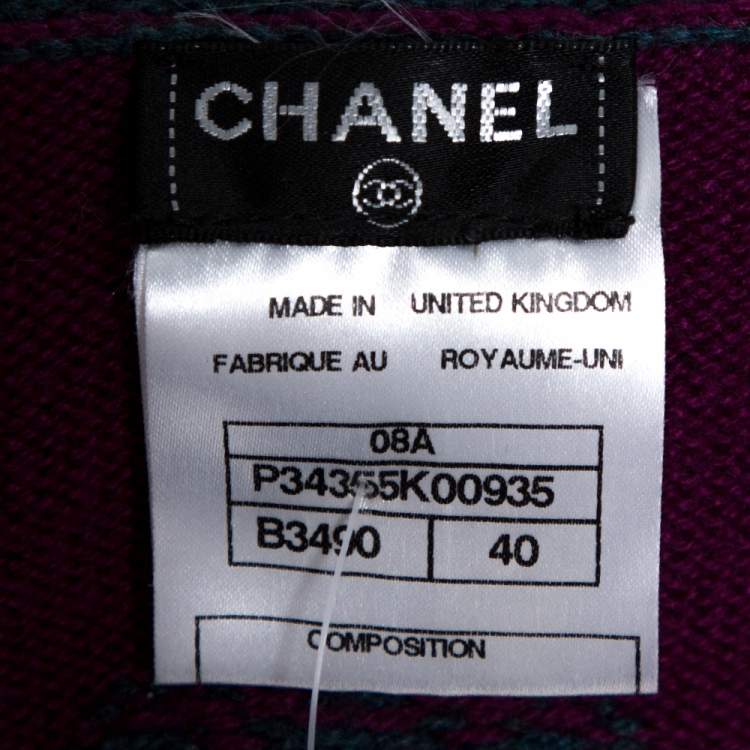 CHANEL
MADE IN UNITED KINGDOM
FABRIQUE AU ROYAUME-UNI
08A
P34355K00935
B3490 40
COMPOSITION